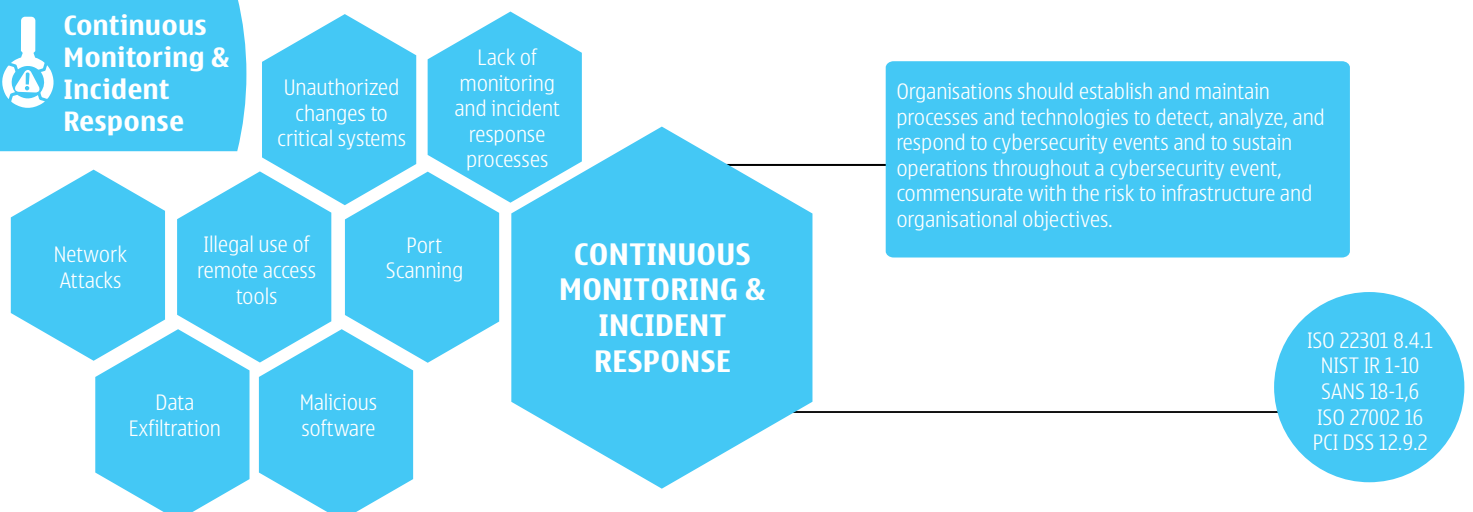 Continuous
Monitoring &
Incident
Response
Unauthorized
changes to
critical systems
Lack of
monitoring
and incident
response
processes
Network
Attacks
Illegal use of
remote access
tools
Port
Scanning
Data
Exfiltration
Malicious
software
CONTINUOUS
MONITORING &
INCIDENT
RESPONSE
Organisations should establish and maintain
processes and technologies to detect, analyze, and
respond to cybersecurity events and to sustain
operations throughout a cybersecurity event,
commensurate with the risk to infrastructure and
organisational objectives.
ISO 22301 8.4.1
NIST IR 1-10
SANS 18-1,6
ISO 27002 16
PCI DSS 12.9.2